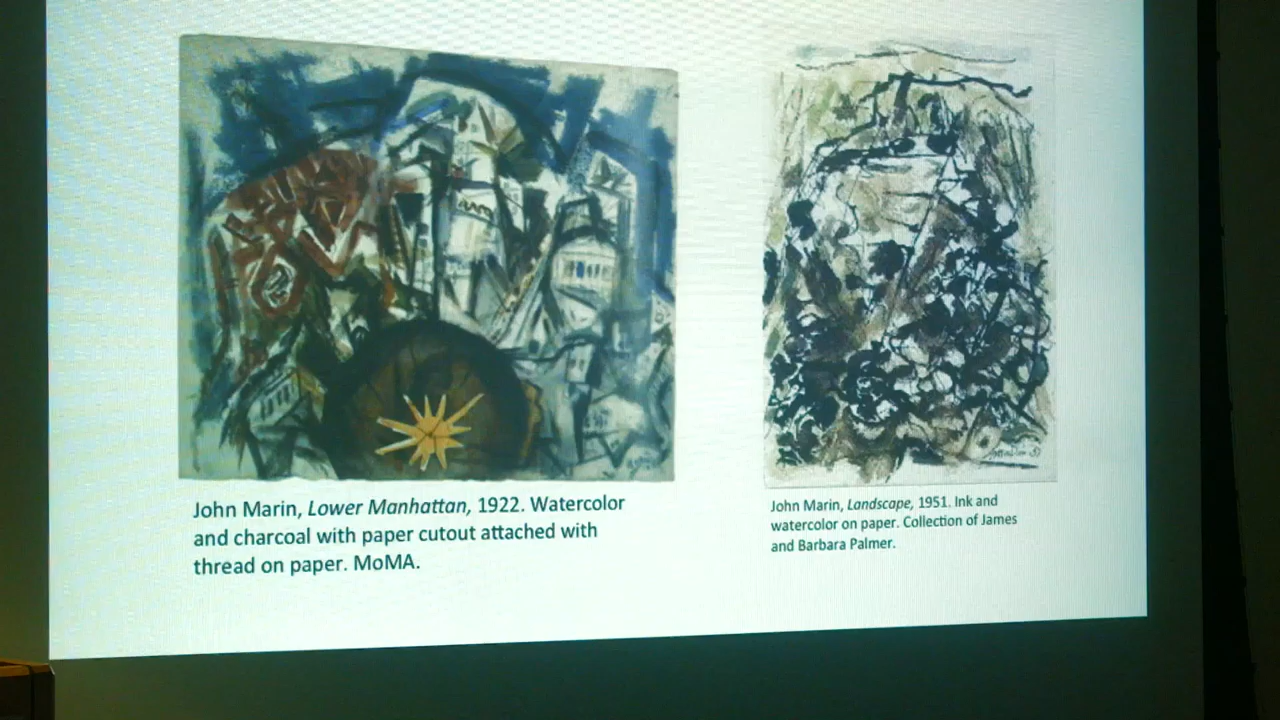 John Marin, Lower Manhattan, 1922. Watercolor
and charcoal with paper cutout attached with
thread on paper. MoMA.
John Marin, Landscape, 1951. Ink and
watercolor on paper. Collection of James
and Barbara Palmer.